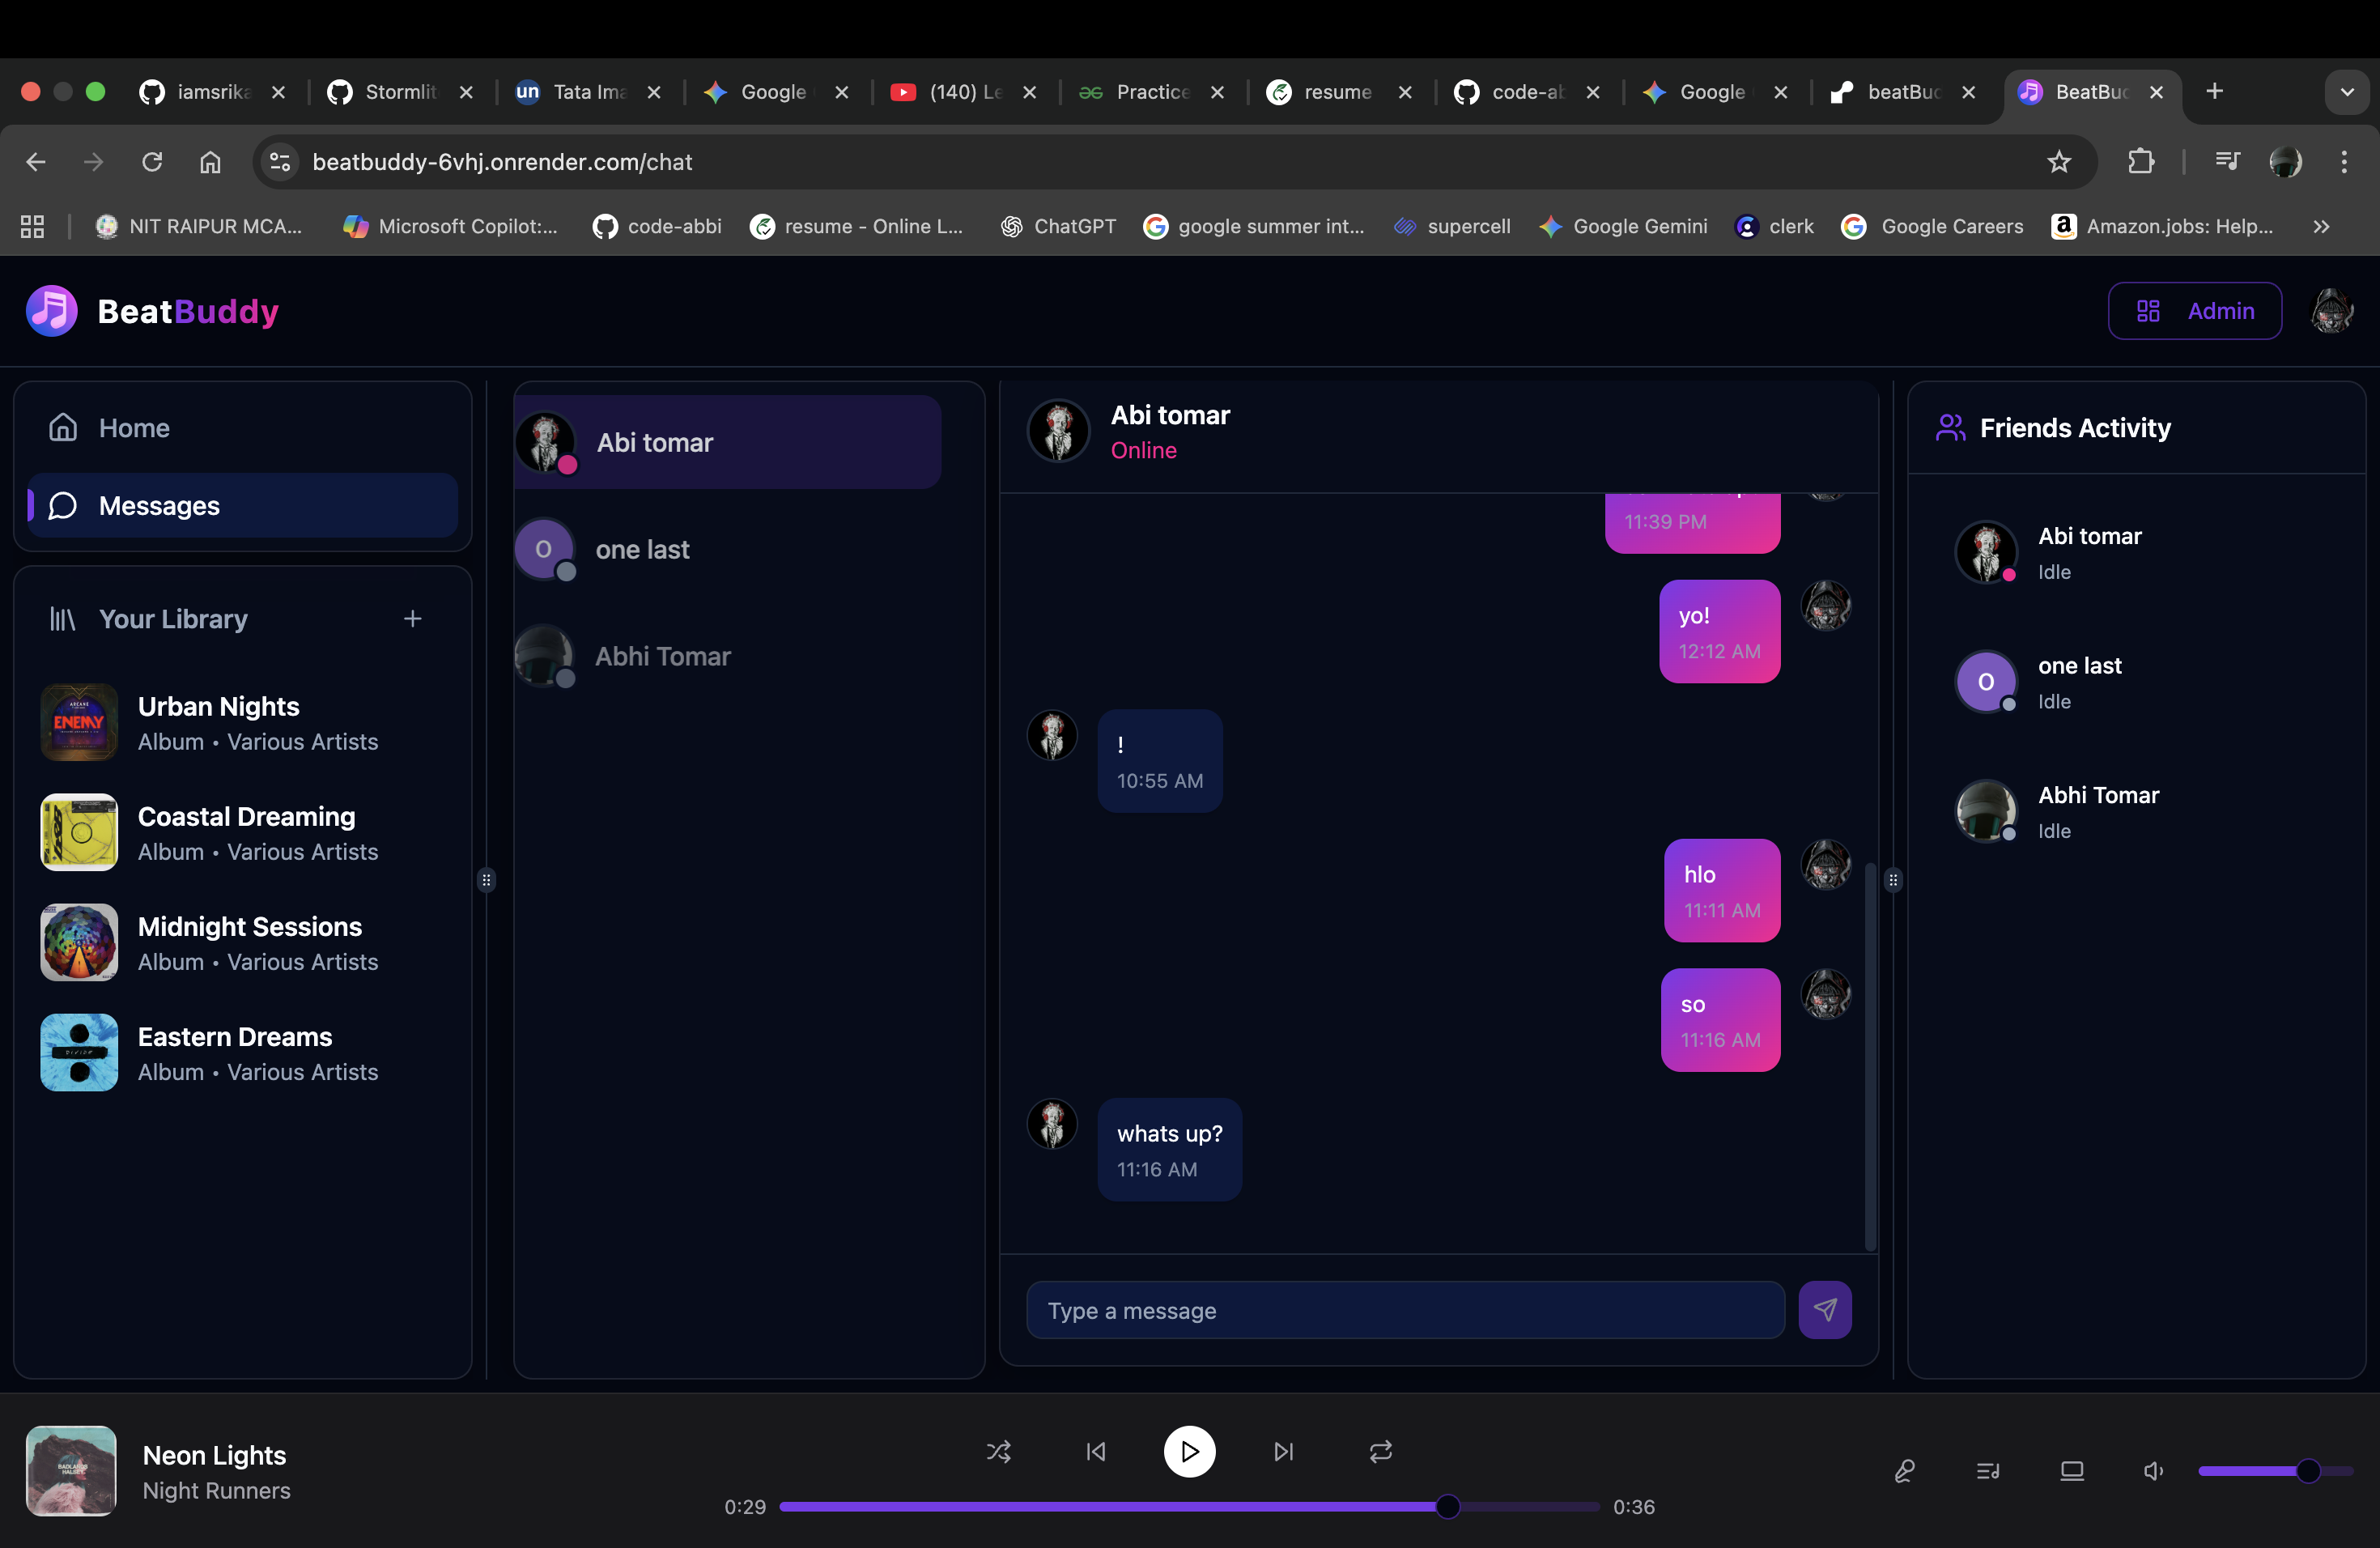 iamsrika
Stormlit
un
Tata Ima
Google
(140) Le
Practice
resume
code-ab
Google
beatBud
BeatBud
beatbuddy-6vhj.onrender.com/chat
NIT RAIPUR MCA...
Microsoft Copilot:...
code-abbi
resume - Online L...
ChatGPT
google summer int...
supercell
Google Gemini
clerk
Google Careers
Amazon.jobs: Help...
BeatBuddy
Admin
Home
Messages
Your Library
ENEMY
Urban Nights
Album • Various Artists
Coastal Dreaming
Album • Various Artists
Midnight Sessions
Album • Various Artists
Eastern Dreams
Album • Various Artists
Abi tomar
O
one last
Abhi Tomar
Abi tomar
Online
11:39 PM
yo!
12:12 AM
!
10:55 AM
hlo
11:11 AM
so
11:16 AM
whats up?
11:16 AM
Type a message
Friends Activity
Abi tomar
Idle
O
one last
Idle
Abhi Tomar
Idle
BADLANDS
HALSEY
Neon Lights
Night Runners
0:29
0:36